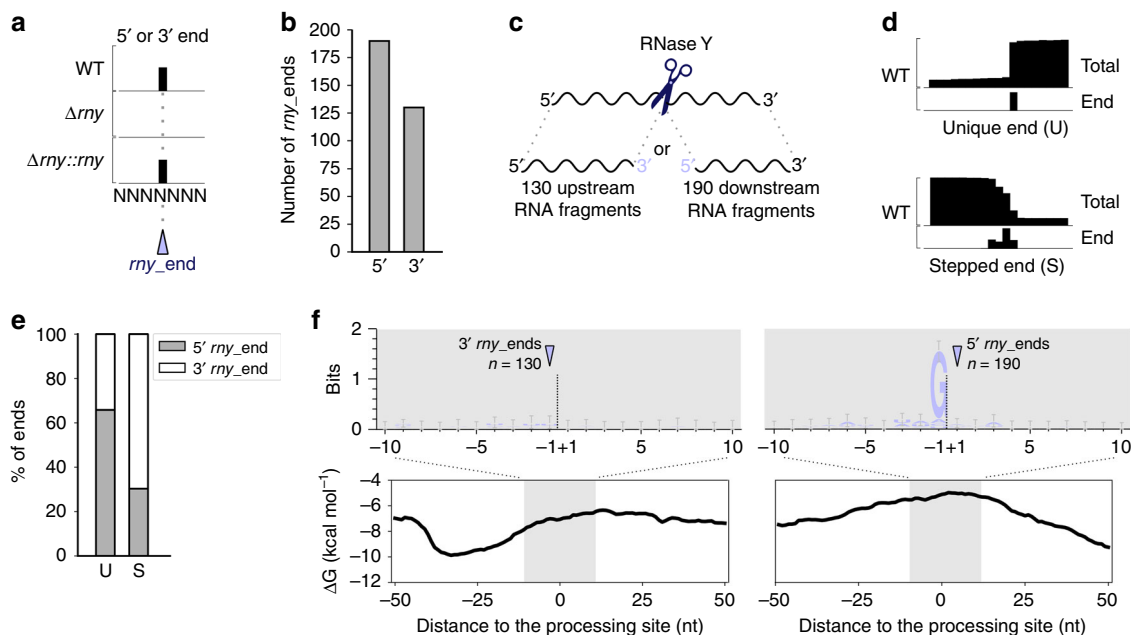 a
5′ or 3′ end
WT
Δrny
Δrny::rny
NNNNNNN
rny_end
b
Number of rny_ends
200
175
150
125
100
75
50
25
0
5′ 3′
c
RNase Y
5′ 3′
or
5′ 3′ 5′ 3′
130 upstream
RNA fragments
190 downstream
RNA fragments
d
WT
Total
End
Unique end (U)
WT
Total
End
Stepped end (S)
e
% of ends
100
80
60
40
20
0
U S
5′ rny_end
3′ rny_end
f
Bits
2
1
0
3′ rny_ends
n = 130
–10 –5 –1+1 5 10
5′ rny_ends
n = 190
G
–10 –5 –1+1 5 10
ΔG (kcal mol–1)
–4
–6
–8
–10
–12
–50 –25 0 25 50
Distance to the processing site (nt)
–50 –25 0 25 50
Distance to the processing site (nt)